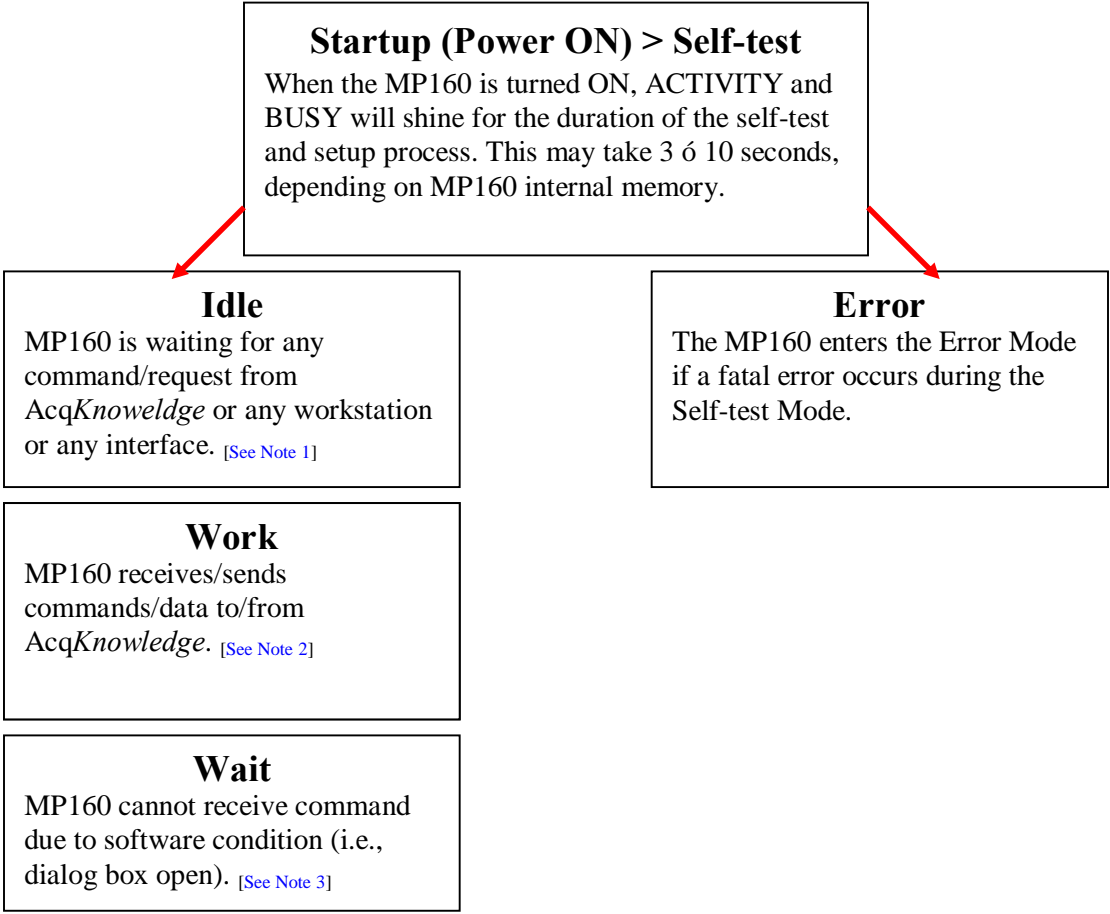 Startup (Power ON) > Self-test
When the MP160 is turned ON, ACTIVITY and
BUSY will shine for the duration of the self-test
and setup process. This may take 3 ó 10 seconds,
depending on MP160 internal memory.
Idle
MP160 is waiting for any
command/request from
AcqKnoweldge or any workstation
or any interface. [See Note 1]
Error
The MP160 enters the Error Mode
if a fatal error occurs during the
Self-test Mode.
Work
MP160 receives/sends
commands/data to/from
AcqKnowledge. [See Note 2]
Wait
MP160 cannot receive command
due to software condition (i.e.,
dialog box open). [See Note 3]